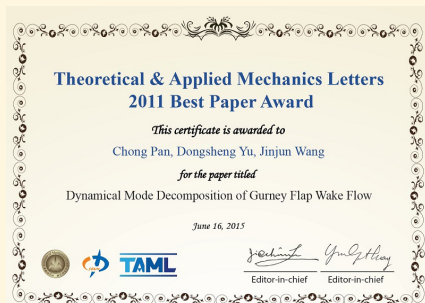 Theoretical & Applied Mechanics Letters
2011 Best Paper Award
This certificate is awarded to
Chong Pan, Dongsheng Yu, Jinjun Wang
for the paper titled
Dynamical Mode Decomposition of Gurney Flap Wake Flow
June 16, 2015
TAML
Editor-in-chief Editor-in-chief